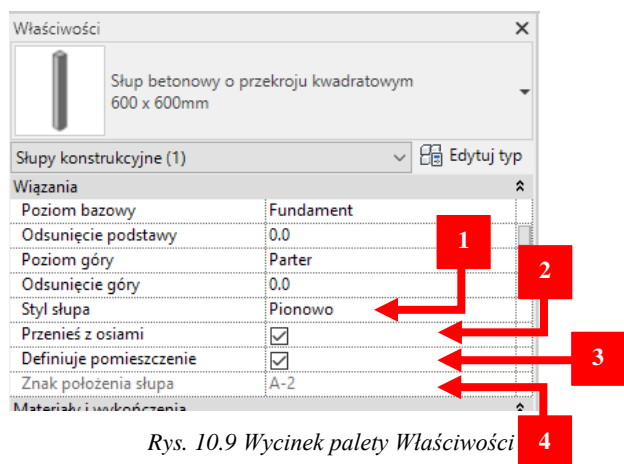 Właściwości
Słup betonowy o przekroju kwadratowym
600 x 600mm
Słupy konstrukcyjne (1) Edytuj typ
Wiązania
Poziom bazowy Fundament
Odsunięcie podstawy 0.0
1
Poziom góry Parter
2
Odsunięcie góry 0.0
Styl słupa Pionowo
Przenieś z osiami
Definiuje pomieszczenie
3
Znak położenia słupa A-2
Materiały i wykończenia
Rys. 10.9 Wycinek palety Właściwości
4